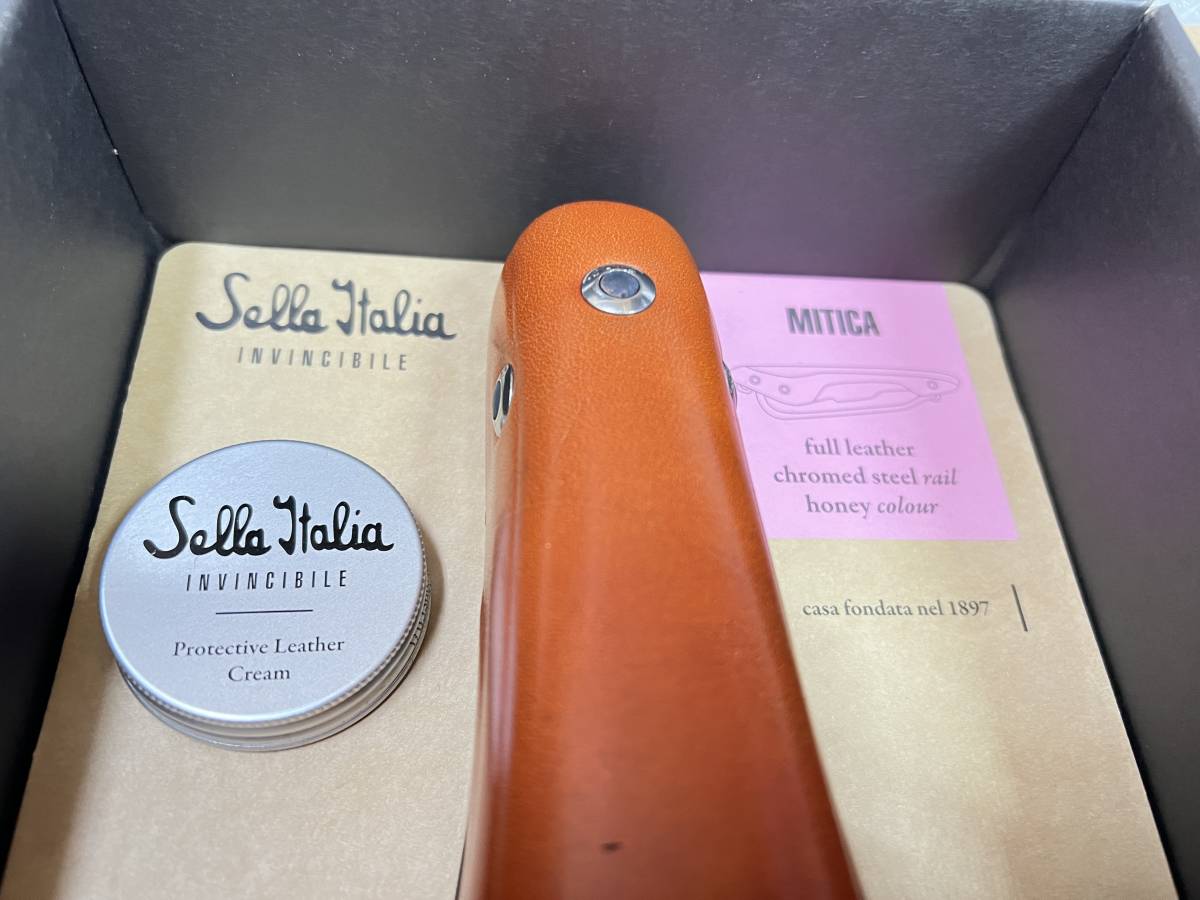 Sella Italia
INVINCIBILE
MITICA
full leather
chromed steel rail
honey colour
casa fondata nel 1897
Sella Italia
INVINCIBILE
Protective Leather
Cream